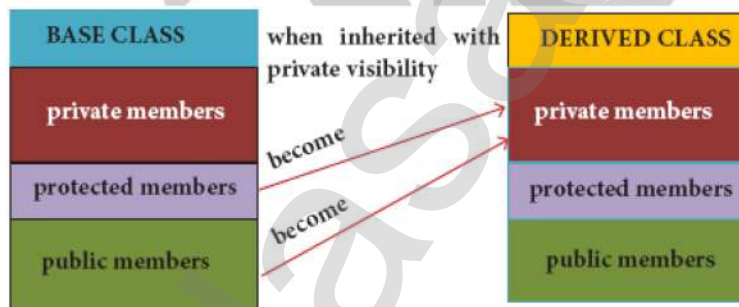 BASE CLASS
when inherited with
private visibility
DERIVED CLASS
private members
become
private members
protected members
become
protected members
public members
public members